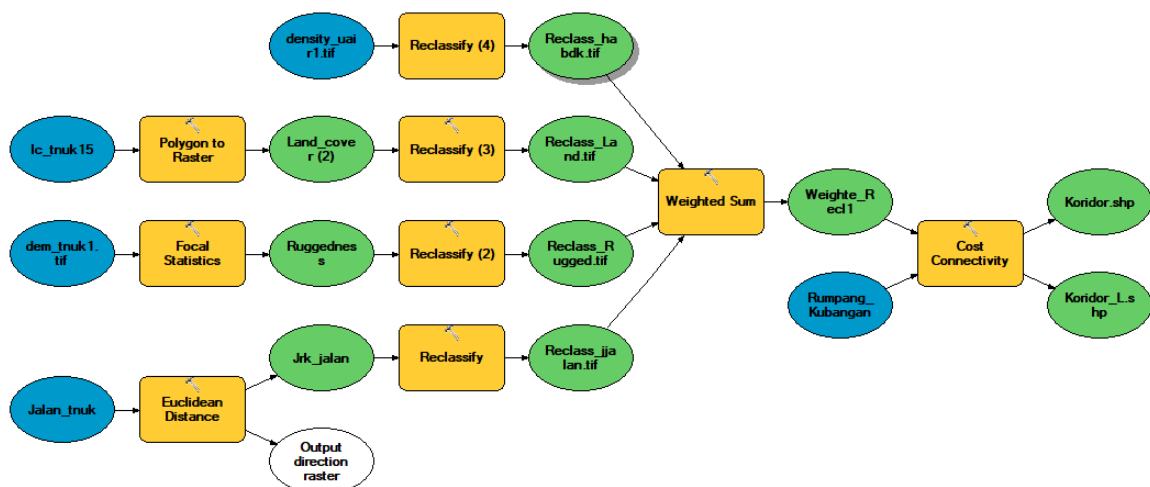 density_uai
r1.tif
Reclassify (4)
Reclass_ha
bdk.tif
lc_tnuk15
Polygon to
Raster
Land_cove
r (2)
Reclassify (3)
Reclass_La
nd.tif
Weighted Sum
Weighte_R
ecl1
Koridor.shp
dem_tnuk1.
tif
Focal
Statistics
Ruggednes
s
Reclassify (2)
Reclass_R
ugged.tif
Cost
Connectivity
Rumpang_
Kubangan
Koridor_L.s
hp
Jrk_jalan
Reclassify
Reclass_jja
lan.tif
Jalan_tnuk
Euclidean
Distance
Output
direction
raster